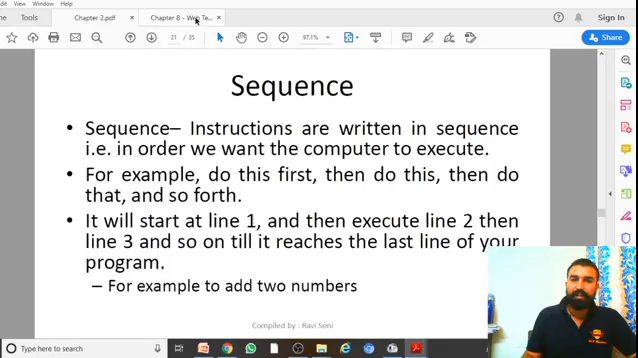 View Window Help
Tools
Chapter 2.pdf ×
Chapter 8 - Web Te... ×
Sign In
21 / 35
97.1%
Share
Sequence
• Sequence– Instructions are written in sequence
i.e. in order we want the computer to execute.
• For example, do this first, then do this, then do
that, and so forth.
• It will start at line 1, and then execute line 2 then
line 3 and so on till it reaches the last line of your
program.
– For example to add two numbers
Compiled by : Ravi Soni
Type here to search